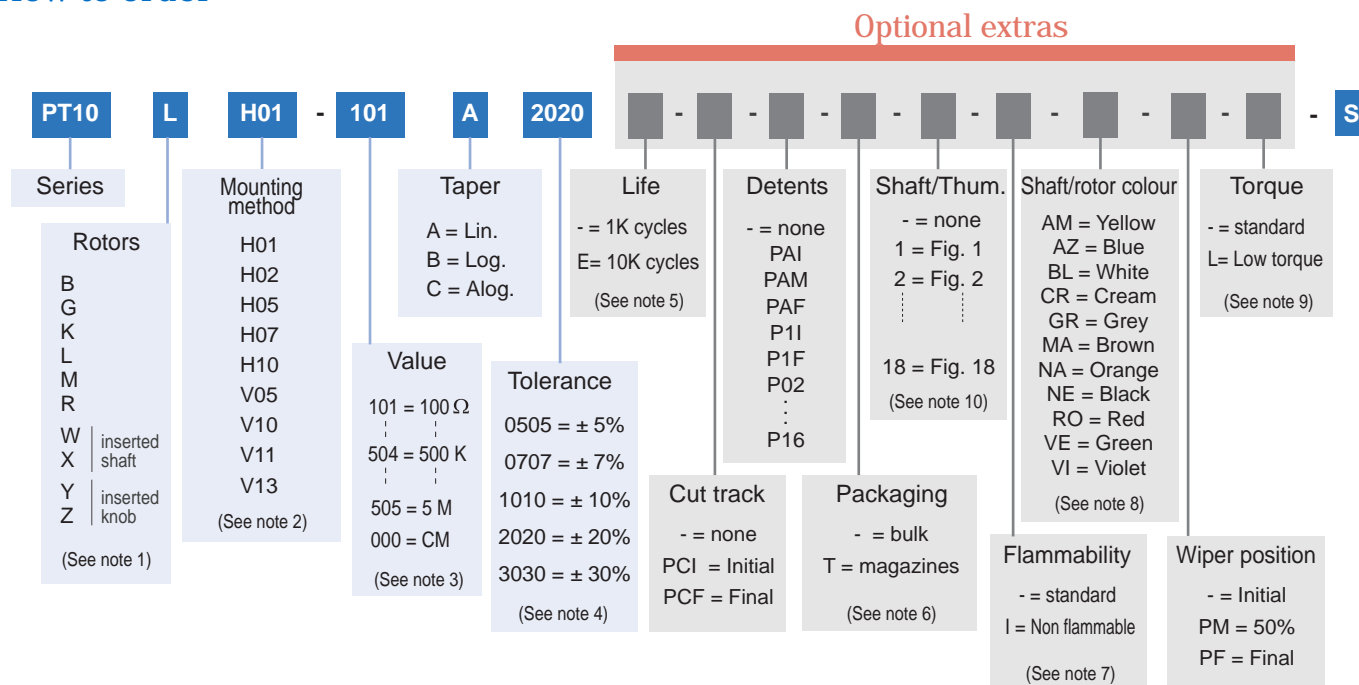 Optional extras
PT10 L H01 - 101 A 2020 - - - - - - - - - S
Series
Rotors
B
G
K
L
M
R
W
X
inserted
shaft
Y
Z
inserted
knob
(See note 1)
Mounting
method
H01
H02
H05
H07
H10
V05
V10
V11
V13
(See note 2)
Value
101 = 100 Ω
504 = 500 K
505 = 5 M
000 = CM
(See note 3)
Taper
A = Lin.
B = Log.
C = Alog.
Tolerance
0505 = ± 5%
0707 = ± 7%
1010 = ± 10%
2020 = ± 20%
3030 = ± 30%
(See note 4)
Life
- = 1K cycles
E= 10K cycles
(See note 5)
Cut track
- = none
PCI = Initial
PCF = Final
Detents
- = none
PAI
PAM
PAF
P1I
P1F
P02
:
P16
Packaging
- = bulk
T = magazines
(See note 6)
Shaft/Thum.
- = none
1 = Fig. 1
2 = Fig. 2
18 = Fig. 18
(See note 10)
Flammability
- = standard
I = Non flammable
(See note 7)
Shaft/rotor colour
AM = Yellow
AZ = Blue
BL = White
CR = Cream
GR = Grey
MA = Brown
NA = Orange
NE = Black
RO = Red
VE = Green
VI = Violet
(See note 8)
Wiper position
- = Initial
PM = 50%
PF = Final
Torque
- = standard
L= Low torque
(See note 9)